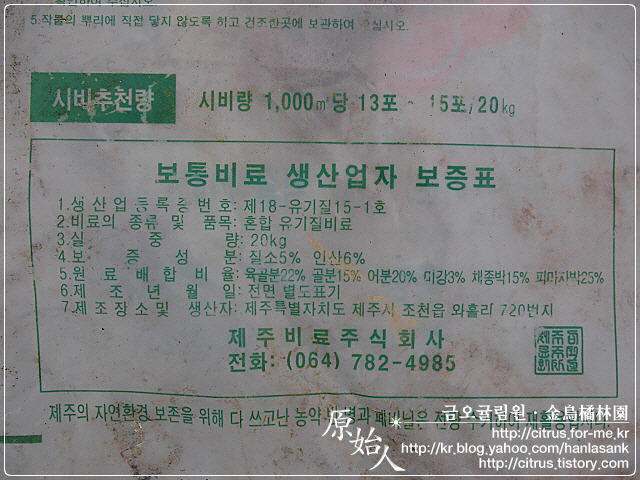 5.작물의 뿌리에 직접 닿지 않도록 하고 건조한곳에 보관하여 주십시오.
시비추천량 시비량 1,000㎡당 13포~15포/20kg
보통비료 생산업자 보증표
1.생산업등록증번호: 제18-유기질15-1호
2.비료의 종류 및 품목: 혼합 유기질비료
3.실중량: 20kg
4.보증성분: 질소5% 인산6%
5.원료배합비율: 육골분22% 골분15% 어분20% 미강3% 채종박15% 피마자박25%
6.제조년월일: 전면 별도표기
7.제조장소및 생산자: 제주특별자치도 제주시 조천읍 와흘리 720번지
제주비료주식회사
전화: (064) 782-4985
제주의 자연환경 보존을 위해 다 쓰고난 농약 빈병과 폐비닐은
原始人
금오귤림원·金烏橘林園
http://citrus.for-me.kr
http://kr.blog.yahoo.com/hanlasank
http://citrus.tistory.com